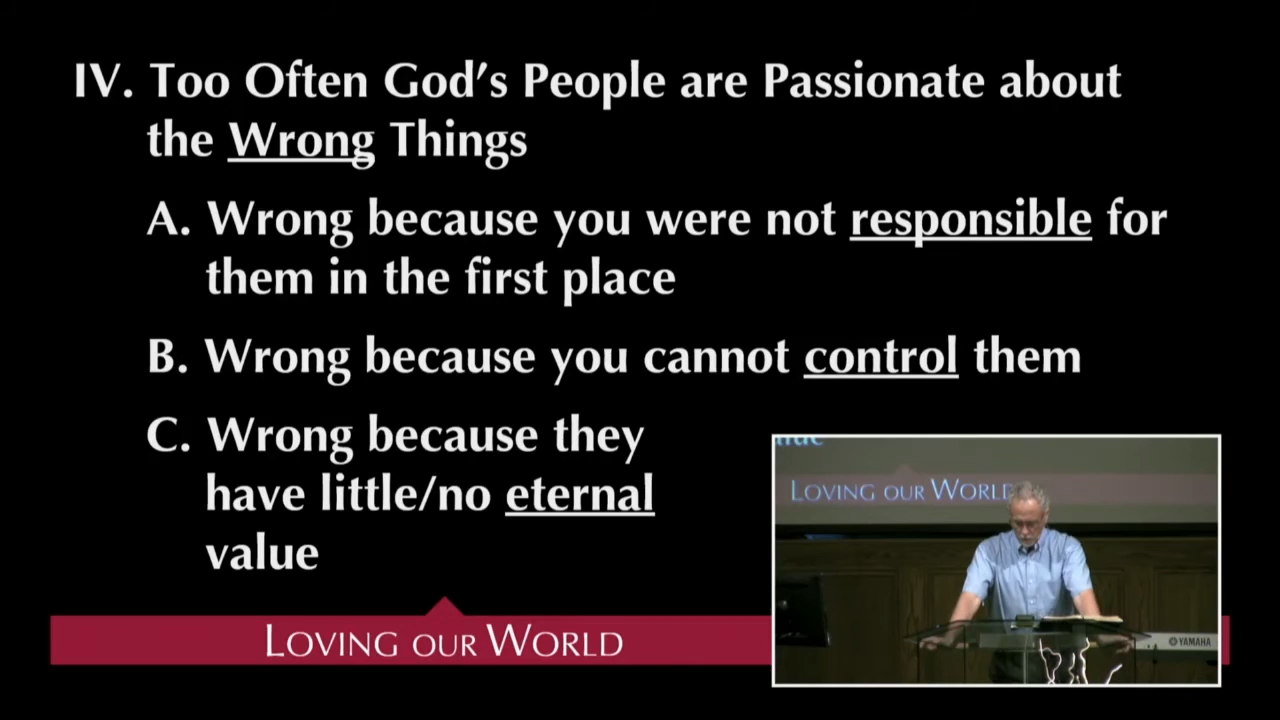 IV. Too Often God's People are Passionate about
the Wrong Things
A. Wrong because you were not responsible for
them in the first place
B. Wrong because you cannot control them
C. Wrong because they
have little/no eternal
value
LOVING OUR WORLD
LOVING OUR WORLD
YAMAHA